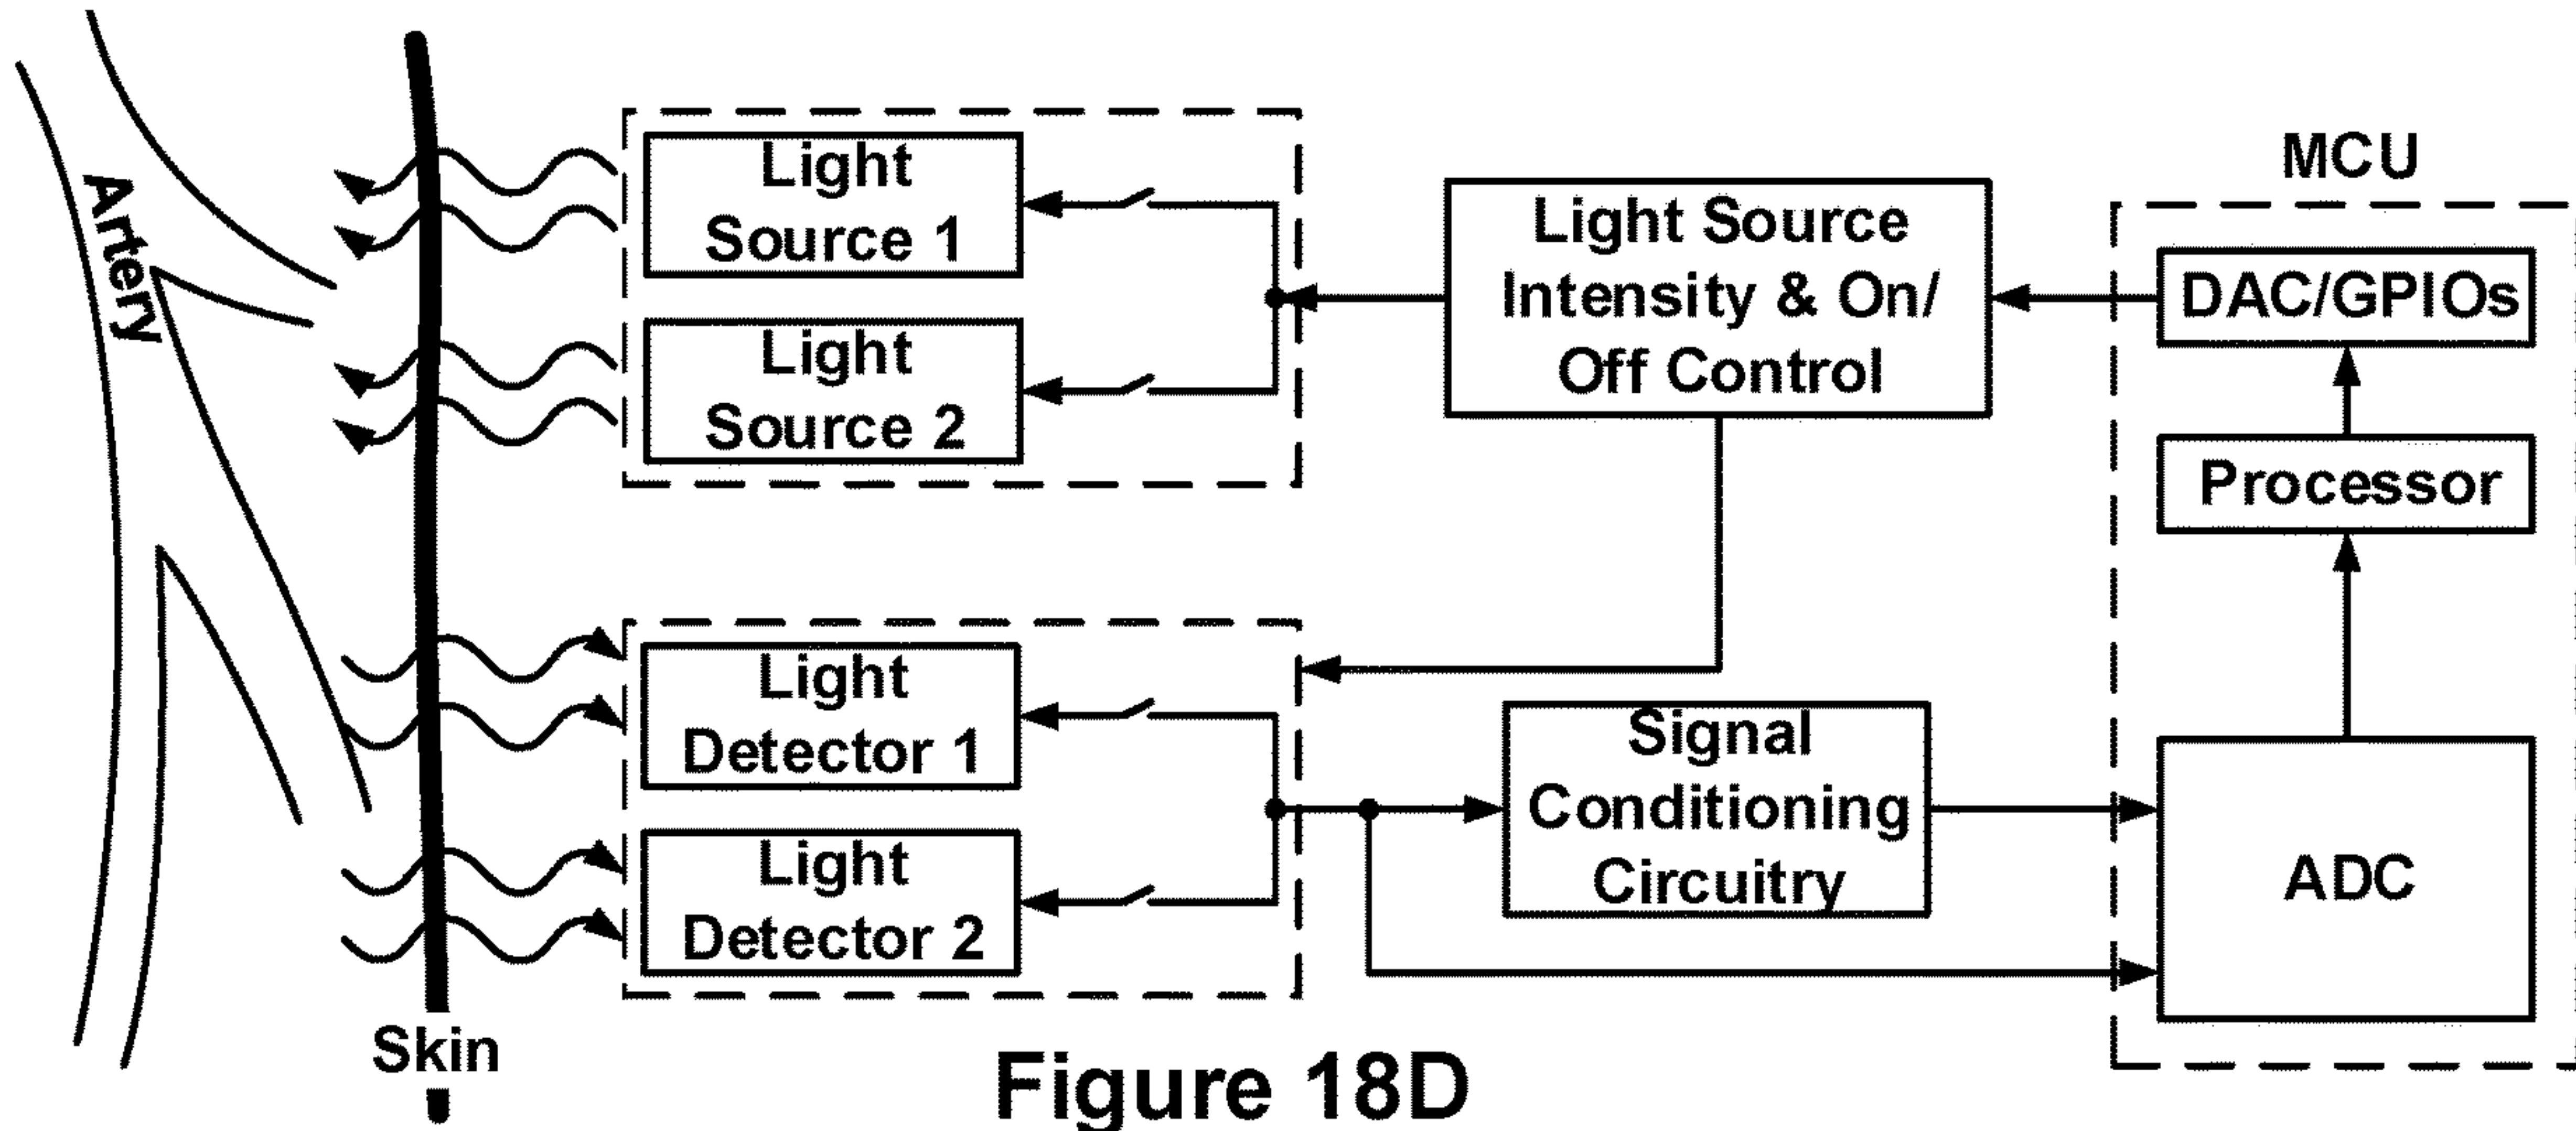 Artery
Light
Source 1
Light
Source 2
Light Source
Intensity & On/
Off Control
MCU
DAC/GPIOs
Processor
Light
Detector 1
Light
Detector 2
Signal
Conditioning
Circuitry
ADC
Skin
Figure 18D